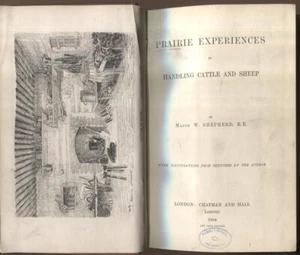 PRAIRIE EXPERIENCES
IN
HANDLING CATTLE AND SHEEP
BY
MAJOR W. SHEPHERD, R.E.
WITH ILLUSTRATIONS FROM SKETCHES BY THE AUTHOR
LONDON: CHAPMAN AND HALL
LIMITED